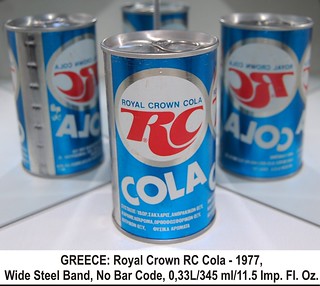 ROYAL CROWN COLA
RC
COLA
GREECE: Royal Crown RC Cola - 1977,
Wide Steel Band, No Bar Code, 0,33L/345 ml/11.5 Imp. Fl. Oz.